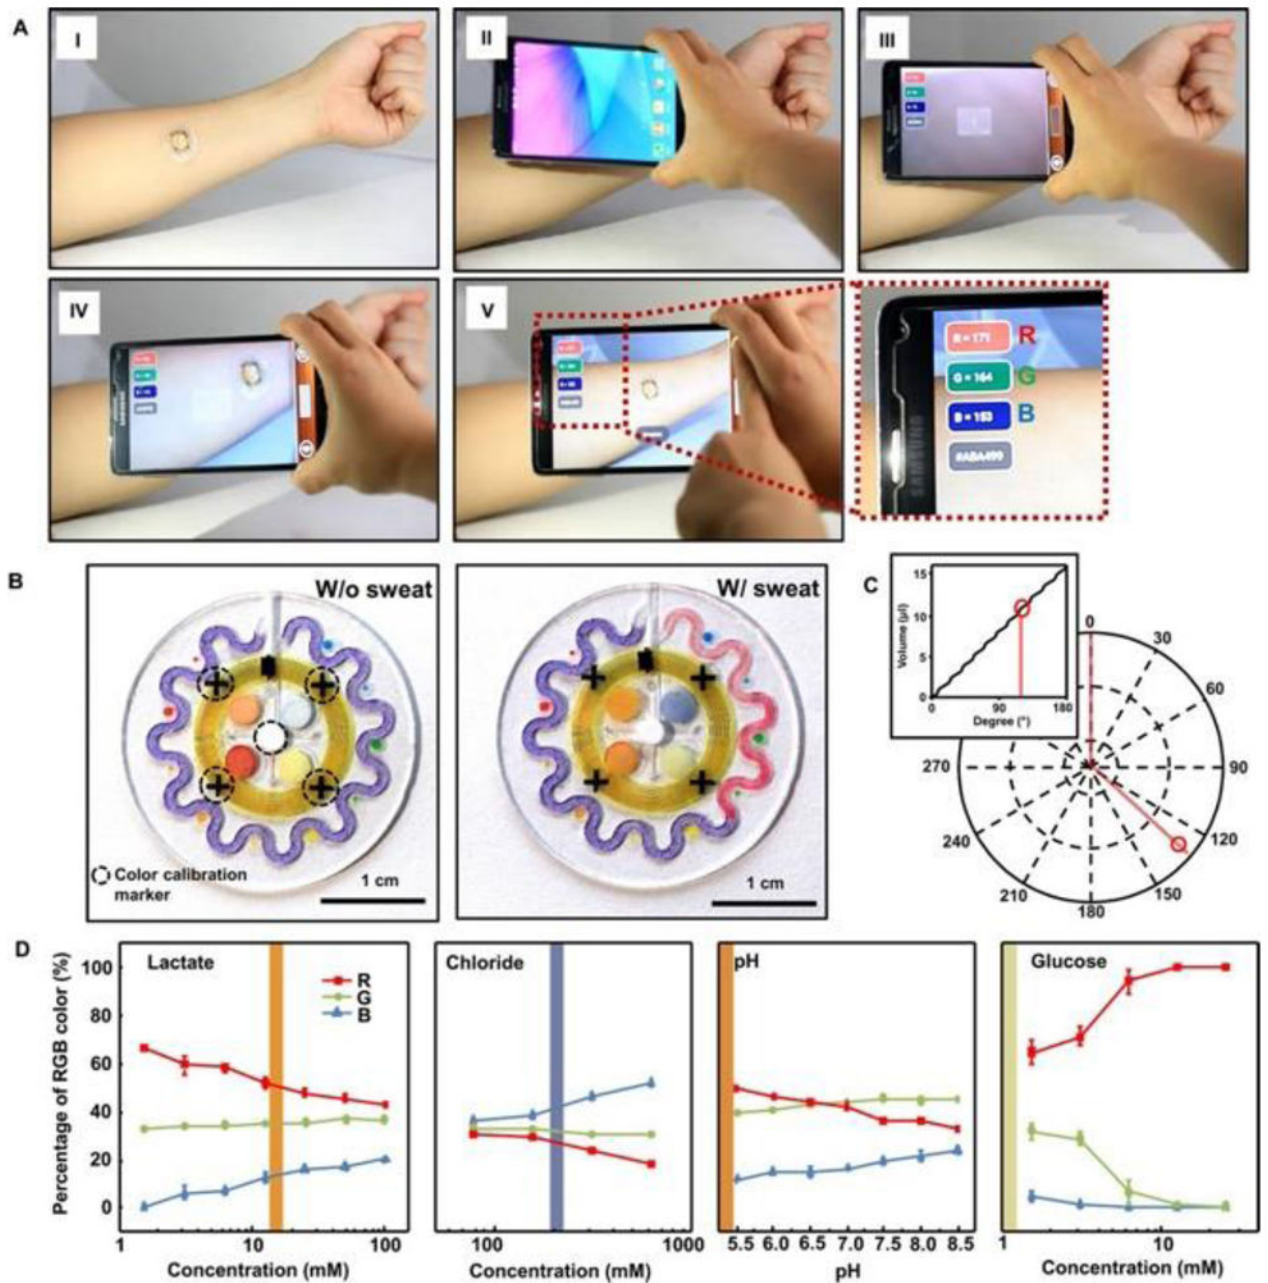 A
I
II
III
IV
V
R = 171 R
G = 164 G
B = 153 B
#ABA499
SAMSUNG
B
W/o sweat
Color calibration
marker
1 cm
W/ sweat
1 cm
C
Volume (µl)
15
10
5
0
0 90 180
Degree (°)
0
30
60
90
120
150
180
210
240
270
D
Percentage of RGB color (%)
100
80
60
40
20
0
Lactate
R
G
B
1 10 100
Concentration (mM)
Chloride
100 1000
Concentration (mM)
pH
5.5 6.0 6.5 7.0 7.5 8.0 8.5
pH
Glucose
1 10
Concentration (mM)